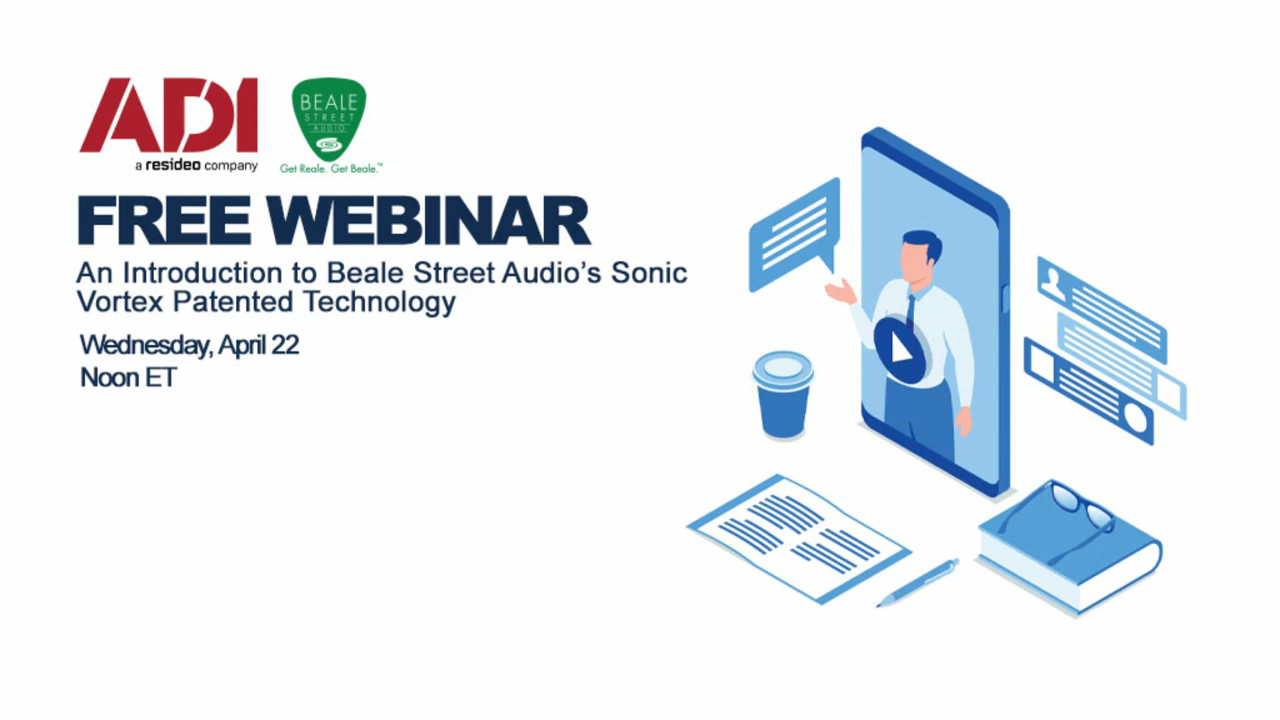 ADI
a resideo company
BEALE
STREET
AUDIO
Get Reale. Get Beale.™
FREE WEBINAR
An Introduction to Beale Street Audio's Sonic
Vortex Patented Technology
Wednesday, April 22
Noon ET